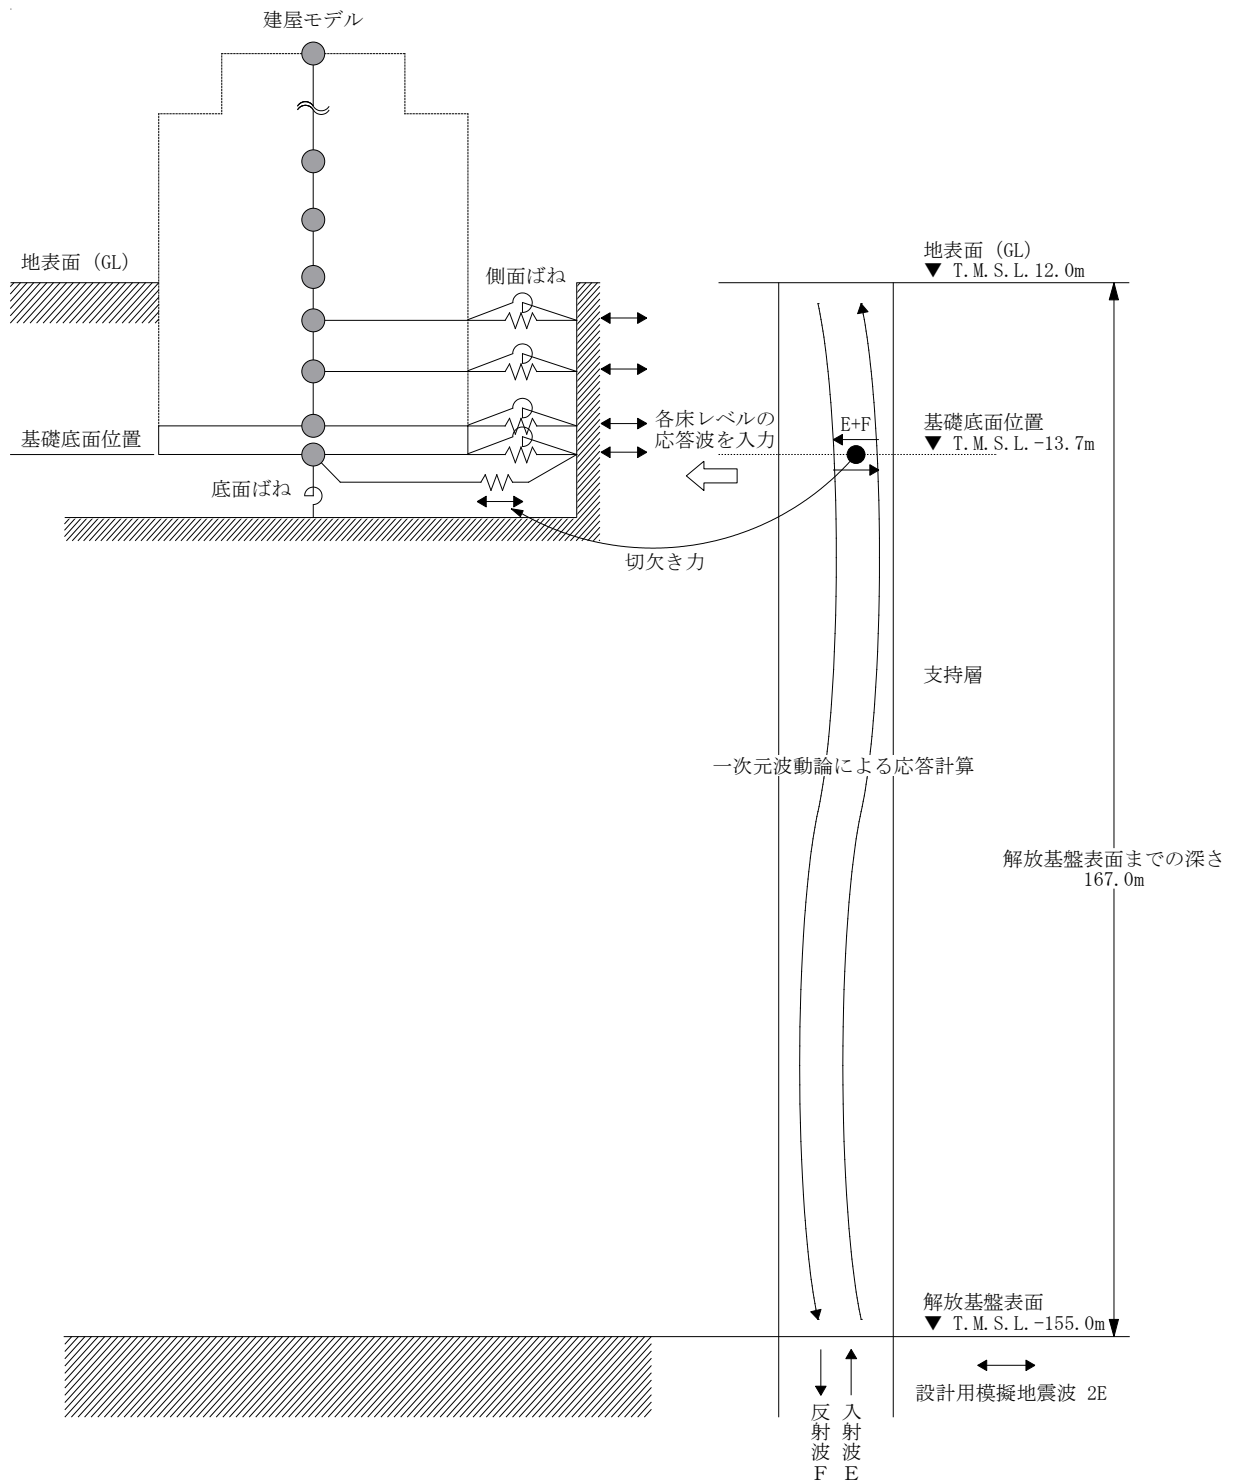 建屋モデル
地表面 (GL)
側面ばね
地表面 (GL)
▼ T.M.S.L.12.0m
基礎底面位置
各床レベルの
応答波を入力
E+F
基礎底面位置
▼ T.M.S.L.-13.7m
底面ばね
切欠き力
支持層
一次元波動論による応答計算
解放基盤表面までの深さ
167.0m
解放基盤表面
▼ T.M.S.L.-155.0m
設計用模擬地震波 2E
反射波F
入射波E